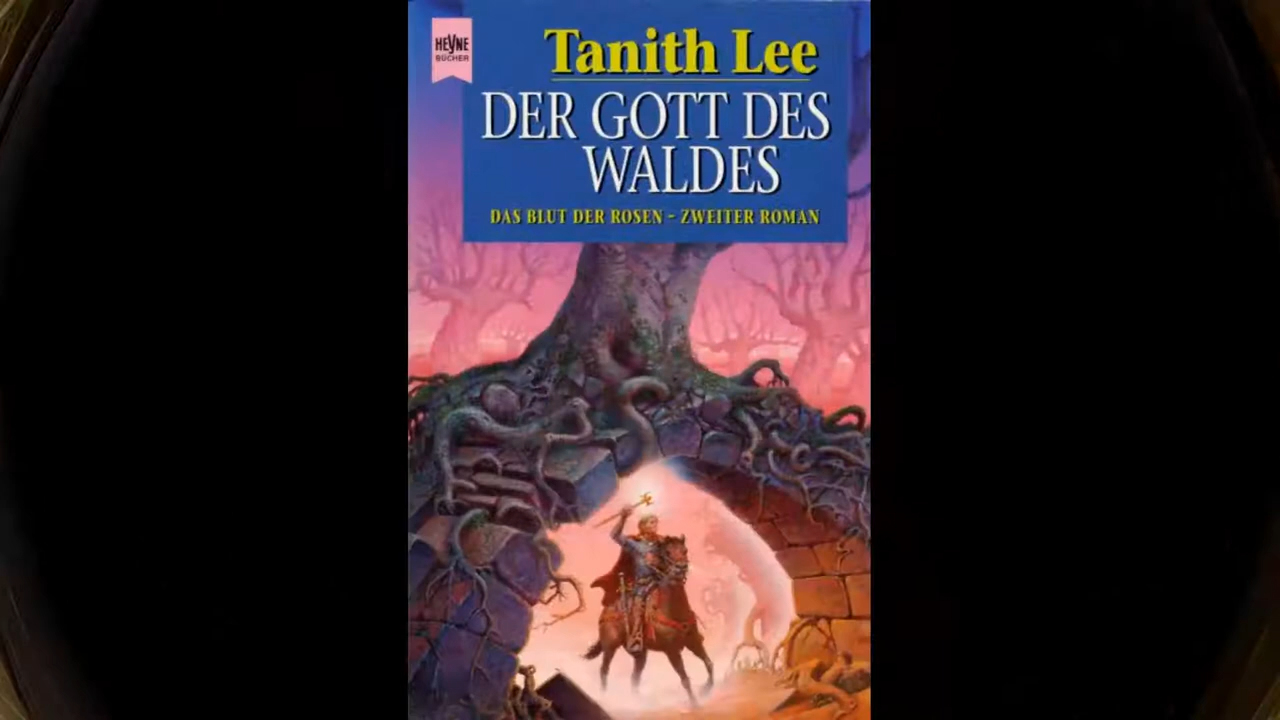 HEYNE
BÜCHER
Tanith Lee
DER GOTT DES
WALDES
DAS BLUT DER ROSEN - ZWEITER ROMAN